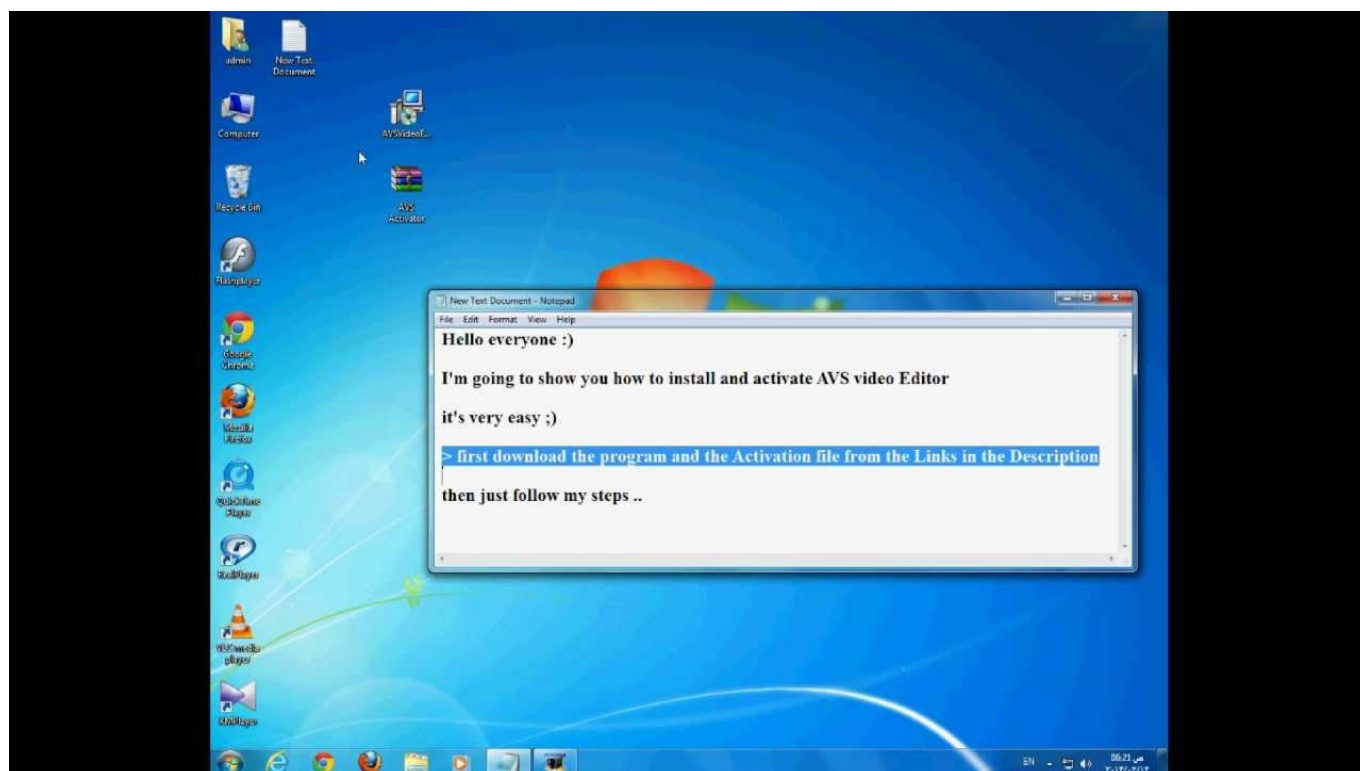 admin
New Text
Document
Computer
AVSVideoE...
Recycle Bin
AVS
Activator
Flashplayer
Google
Chrome
New Text Document - Notepad
File Edit Format View Help
Hello everyone :)
I'm going to show you how to install and activate AVS video Editor
it's very easy ;)
> first download the program and the Activation file from the Links in the Description
then just follow my steps ..
Mozilla
Firefox
QuickTime
Player
RealPlayer
VLC media
player
KMPlayer
EN
06:21 ص